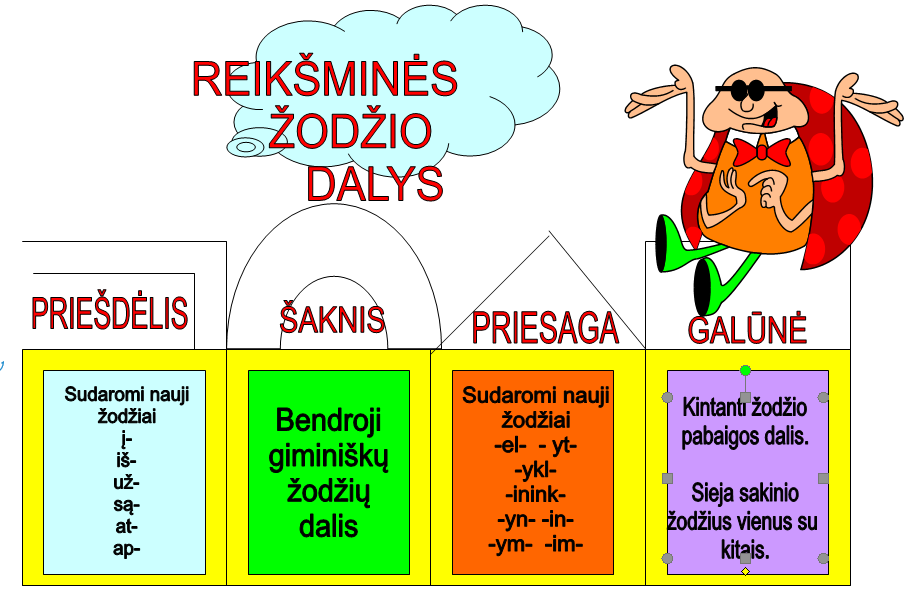 REIKŠMINĖS
ŽODŽIO
DALYS
PRIEŠDĖLIS
Sudaromi nauji
žodžiai
į-
iš-
už-
są-
at-
ap-
ŠAKNIS
Bendroji
giminiškų
žodžių
dalis
PRIESAGA
Sudaromi nauji
žodžiai
-el-  - yt-
-ykl-
-inink-
-yn- -in-
-ym-  -im-
GALŪNĖ
Kintanti žodžio
pabaigos dalis.
Sieja sakinio
žodžius vienus su
kitais.